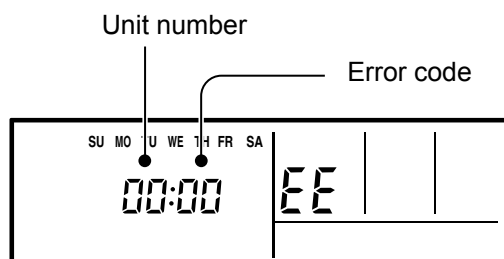 Unit number
Error code
SU MO TU WE TH FR SA
00:00
EE